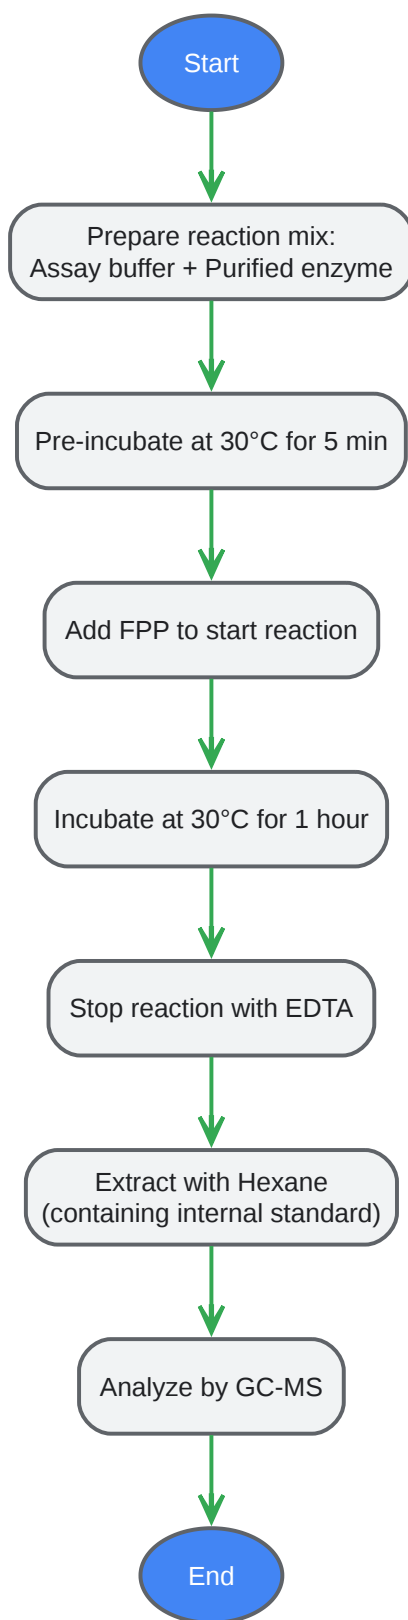 Start
Prepare reaction mix:
Assay buffer + Purified enzyme
Pre-incubate at 30°C for 5 min
Add FPP to start reaction
Incubate at 30°C for 1 hour
Stop reaction with EDTA
Extract with Hexane
(containing internal standard)
Analyze by GC-MS
End